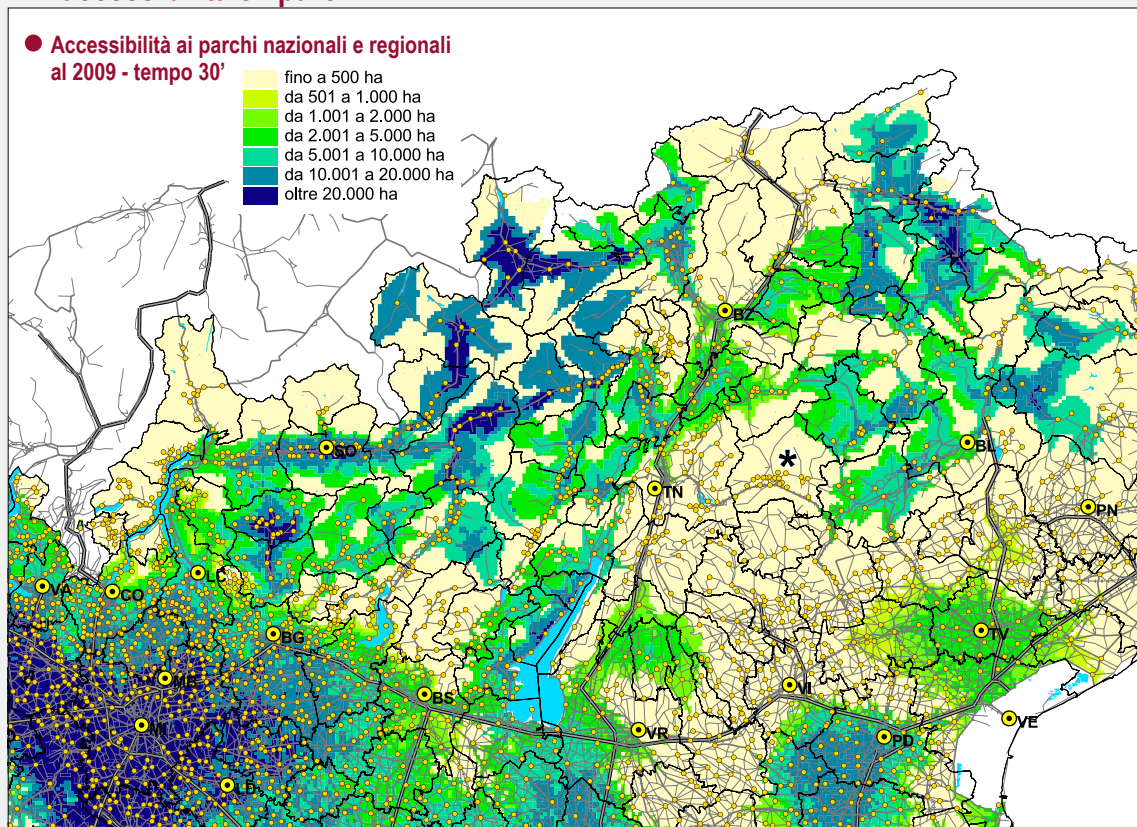 Accessibilità ai parchi nazionali e regionali
al 2009 - tempo 30’
fino a 500 ha
da 501 a 1.000 ha
da 1.001 a 2.000 ha
da 2.001 a 5.000 ha
da 5.001 a 10.000 ha
da 10.001 a 20.000 ha
oltre 20.000 ha
BZ
SO
BL
*
TN
PN
LC
VA
CO
BG
TV
MB
VI
BS
VE
MI
VR
PD
LO